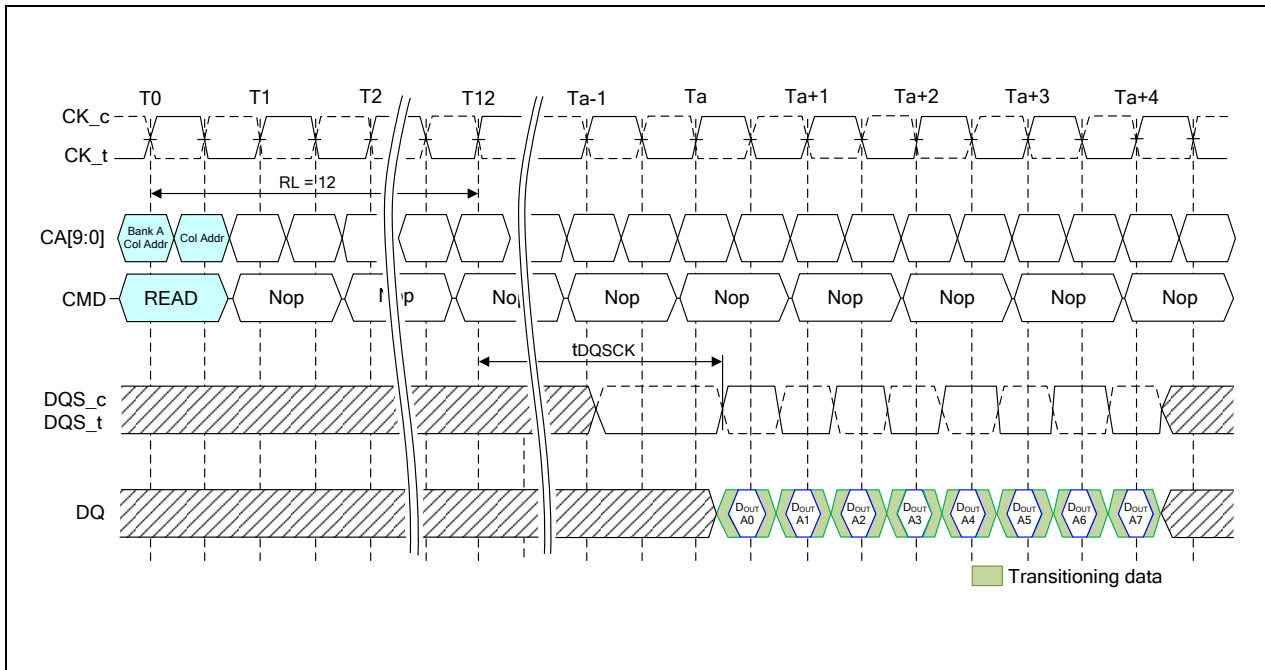 T0 T1 T2 T12 Ta-1 Ta Ta+1 Ta+2 Ta+3 Ta+4
CK_c
CK_t
RL = 12
CA[9:0]
Bank A
Col Addr
Col Addr
CMD
READ Nop Nop Nop Nop Nop Nop Nop Nop Nop
tDQSCK
DQS_c
DQS_t
DQ
DOUT A0
DOUT A1
DOUT A2
DOUT A3
DOUT A4
DOUT A5
DOUT A6
DOUT A7
Transitioning data